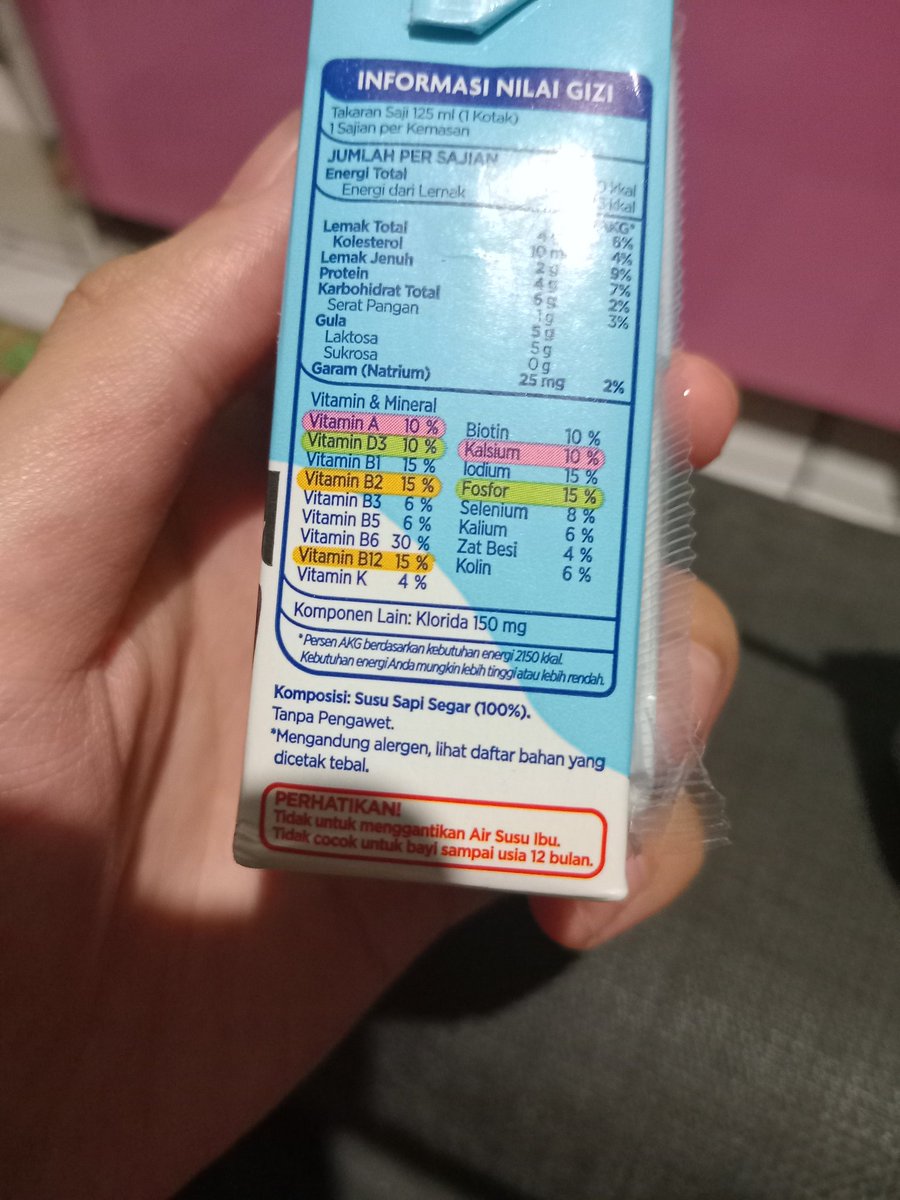 INFORMASI NILAI GIZI
Takaran Saji 125 ml (1 Kotak)
1 Sajian per Kemasan
JUMLAH PER SAJIAN
Energi Total kkal
Energi dari Lemak kkal
AKG*
Lemak Total 6%
Kolesterol 10 4%
Lemak Jenuh 2 g 9%
Protein 4 g 7%
Karbohidrat Total 6 g 2%
Serat Pangan 1 g 3%
Gula 5 g
Laktosa 5 g
Sukrosa 0 g
Garam (Natrium) 25 mg 2%
Vitamin & Mineral
Vitamin A 10 %
Vitamin D3 10 %
Vitamin B1 15 %
Vitamin B2 15 %
Vitamin B3 6 %
Vitamin B5 6 %
Vitamin B6 30 %
Vitamin B12 15 %
Vitamin K 4 %
Biotin 10 %
Kalsium 10 %
Iodium 15 %
Fosfor 15 %
Selenium 8 %
Kalium 6 %
Zat Besi 4 %
Kolin 6 %
Komponen Lain: Klorida 150 mg
*Persen AKG berdasarkan kebutuhan energi 2150 kkal.
Kebutuhan energi Anda mungkin lebih tinggi atau lebih rendah.
Komposisi: Susu Sapi Segar (100%).
Tanpa Pengawet.
*Mengandung alergen, lihat daftar bahan yang
dicetak tebal.
PERHATIKAN!
Tidak untuk menggantikan Air Susu Ibu.
Tidak cocok untuk bayi sampai usia 12 bulan.